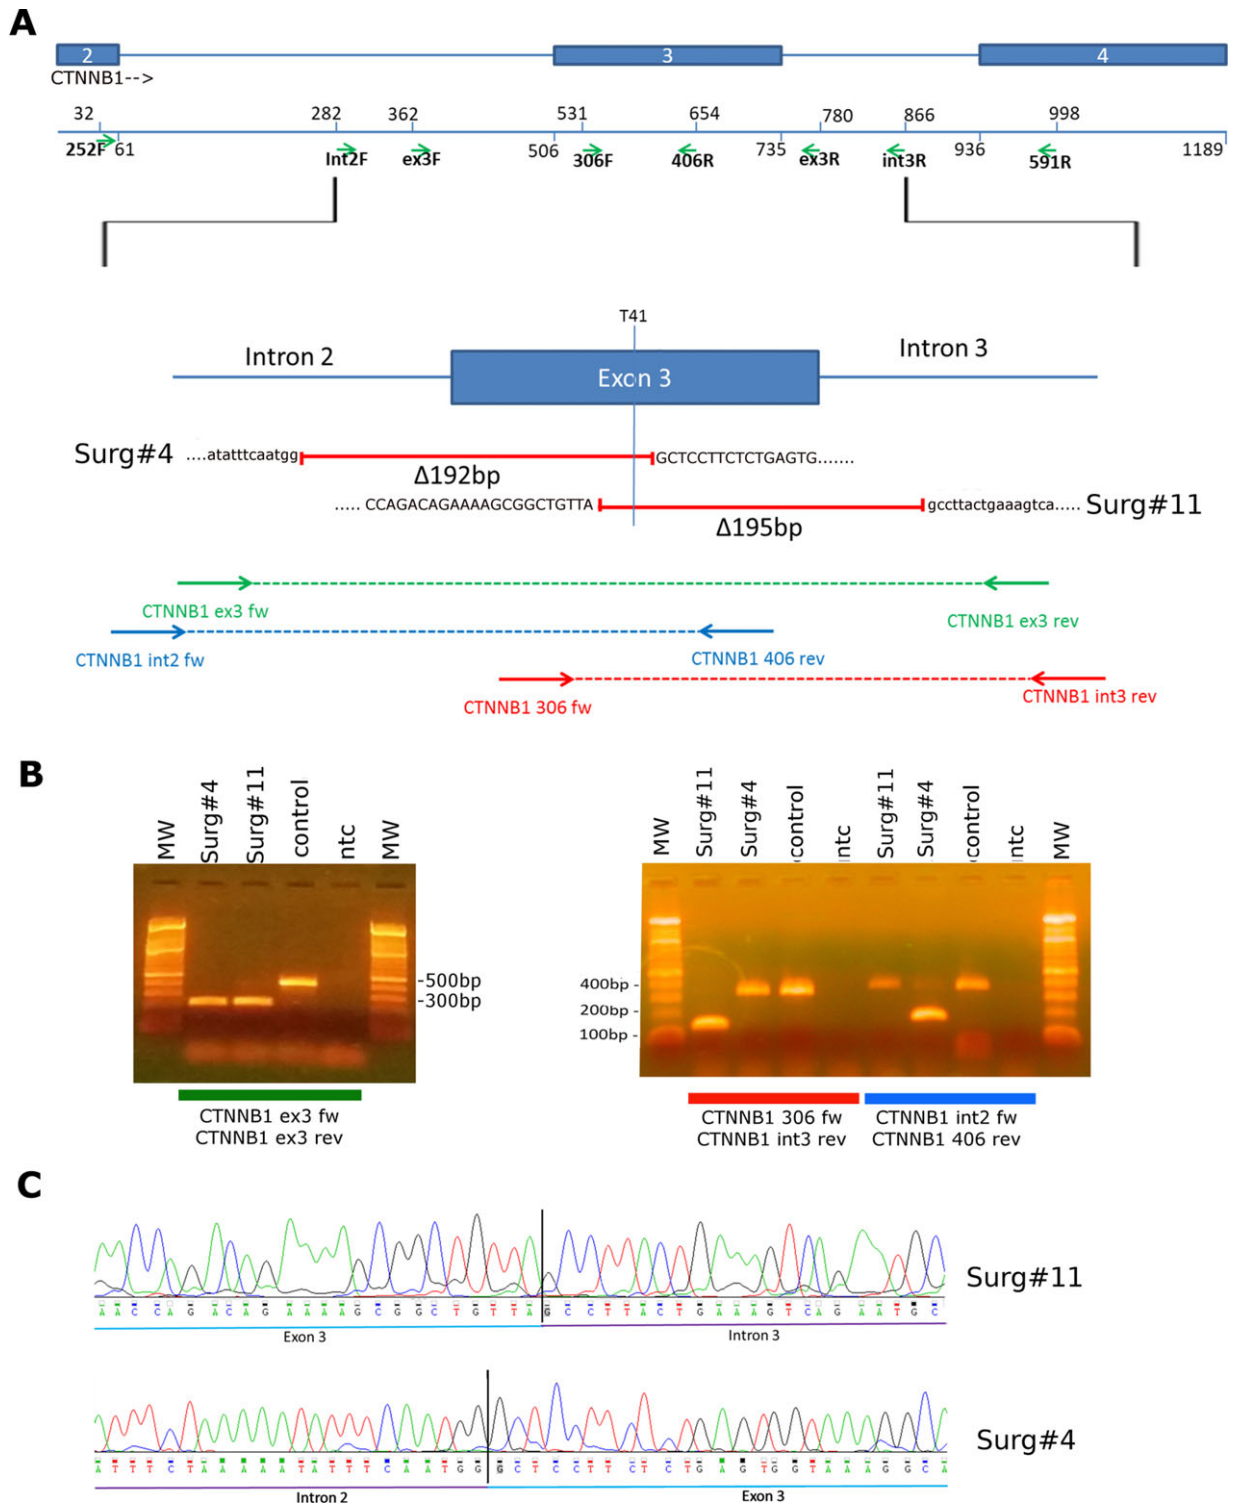 A
2 3 4
CTNNB1-->
32 282 362 531 654 780 866 998
252F 61 Int2F ex3F 506 306F 406R 735 ex3R int3R 936 591R 1189
T41
Intron 2 Exon 3 Intron 3
Surg#4 ....atatttcaatgg GCTCCTTCTCTGAGTG.......
Δ192bp
..... CCAGACAGAAAAGCGGCTGTTA gccttactgaaagtca..... Surg#11
Δ195bp
CTNNB1 ex3 fw CTNNB1 ex3 rev
CTNNB1 int2 fw CTNNB1 406 rev
CTNNB1 306 fw CTNNB1 int3 rev
B
MW Surg#4 Surg#11 control ntc MW
-500bp
-300bp
CTNNB1 ex3 fw
CTNNB1 ex3 rev
MW Surg#11 Surg#4 control ntc Surg#11 Surg#4 control ntc MW
400bp -
200bp -
100bp -
CTNNB1 306 fw CTNNB1 int2 fw
CTNNB1 int3 rev CTNNB1 406 rev
C
Surg#11
A A C C A G A C A G A A A A G C G G C T G T T A G C C T T A C T G A A A G T C A G A A T G C
Exon 3 Intron 3
Surg#4
A T T T C T A A A A A T A T T T C A A T G G G C T C C T T C T C T G A G T G G T A A A G G C A
Intron 2 Exon 3